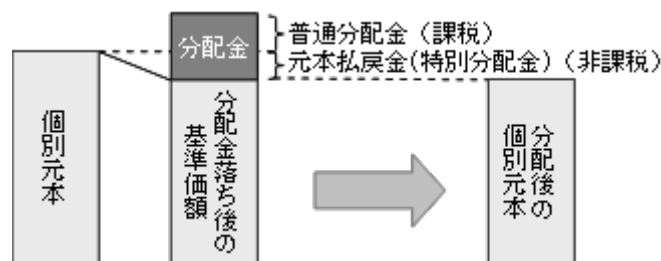 分配金
普通分配金（課税）
元本払戻金(特別分配金)（非課税）
個別元本
分配金落ち後の
基準価額
分配後の
個別元本